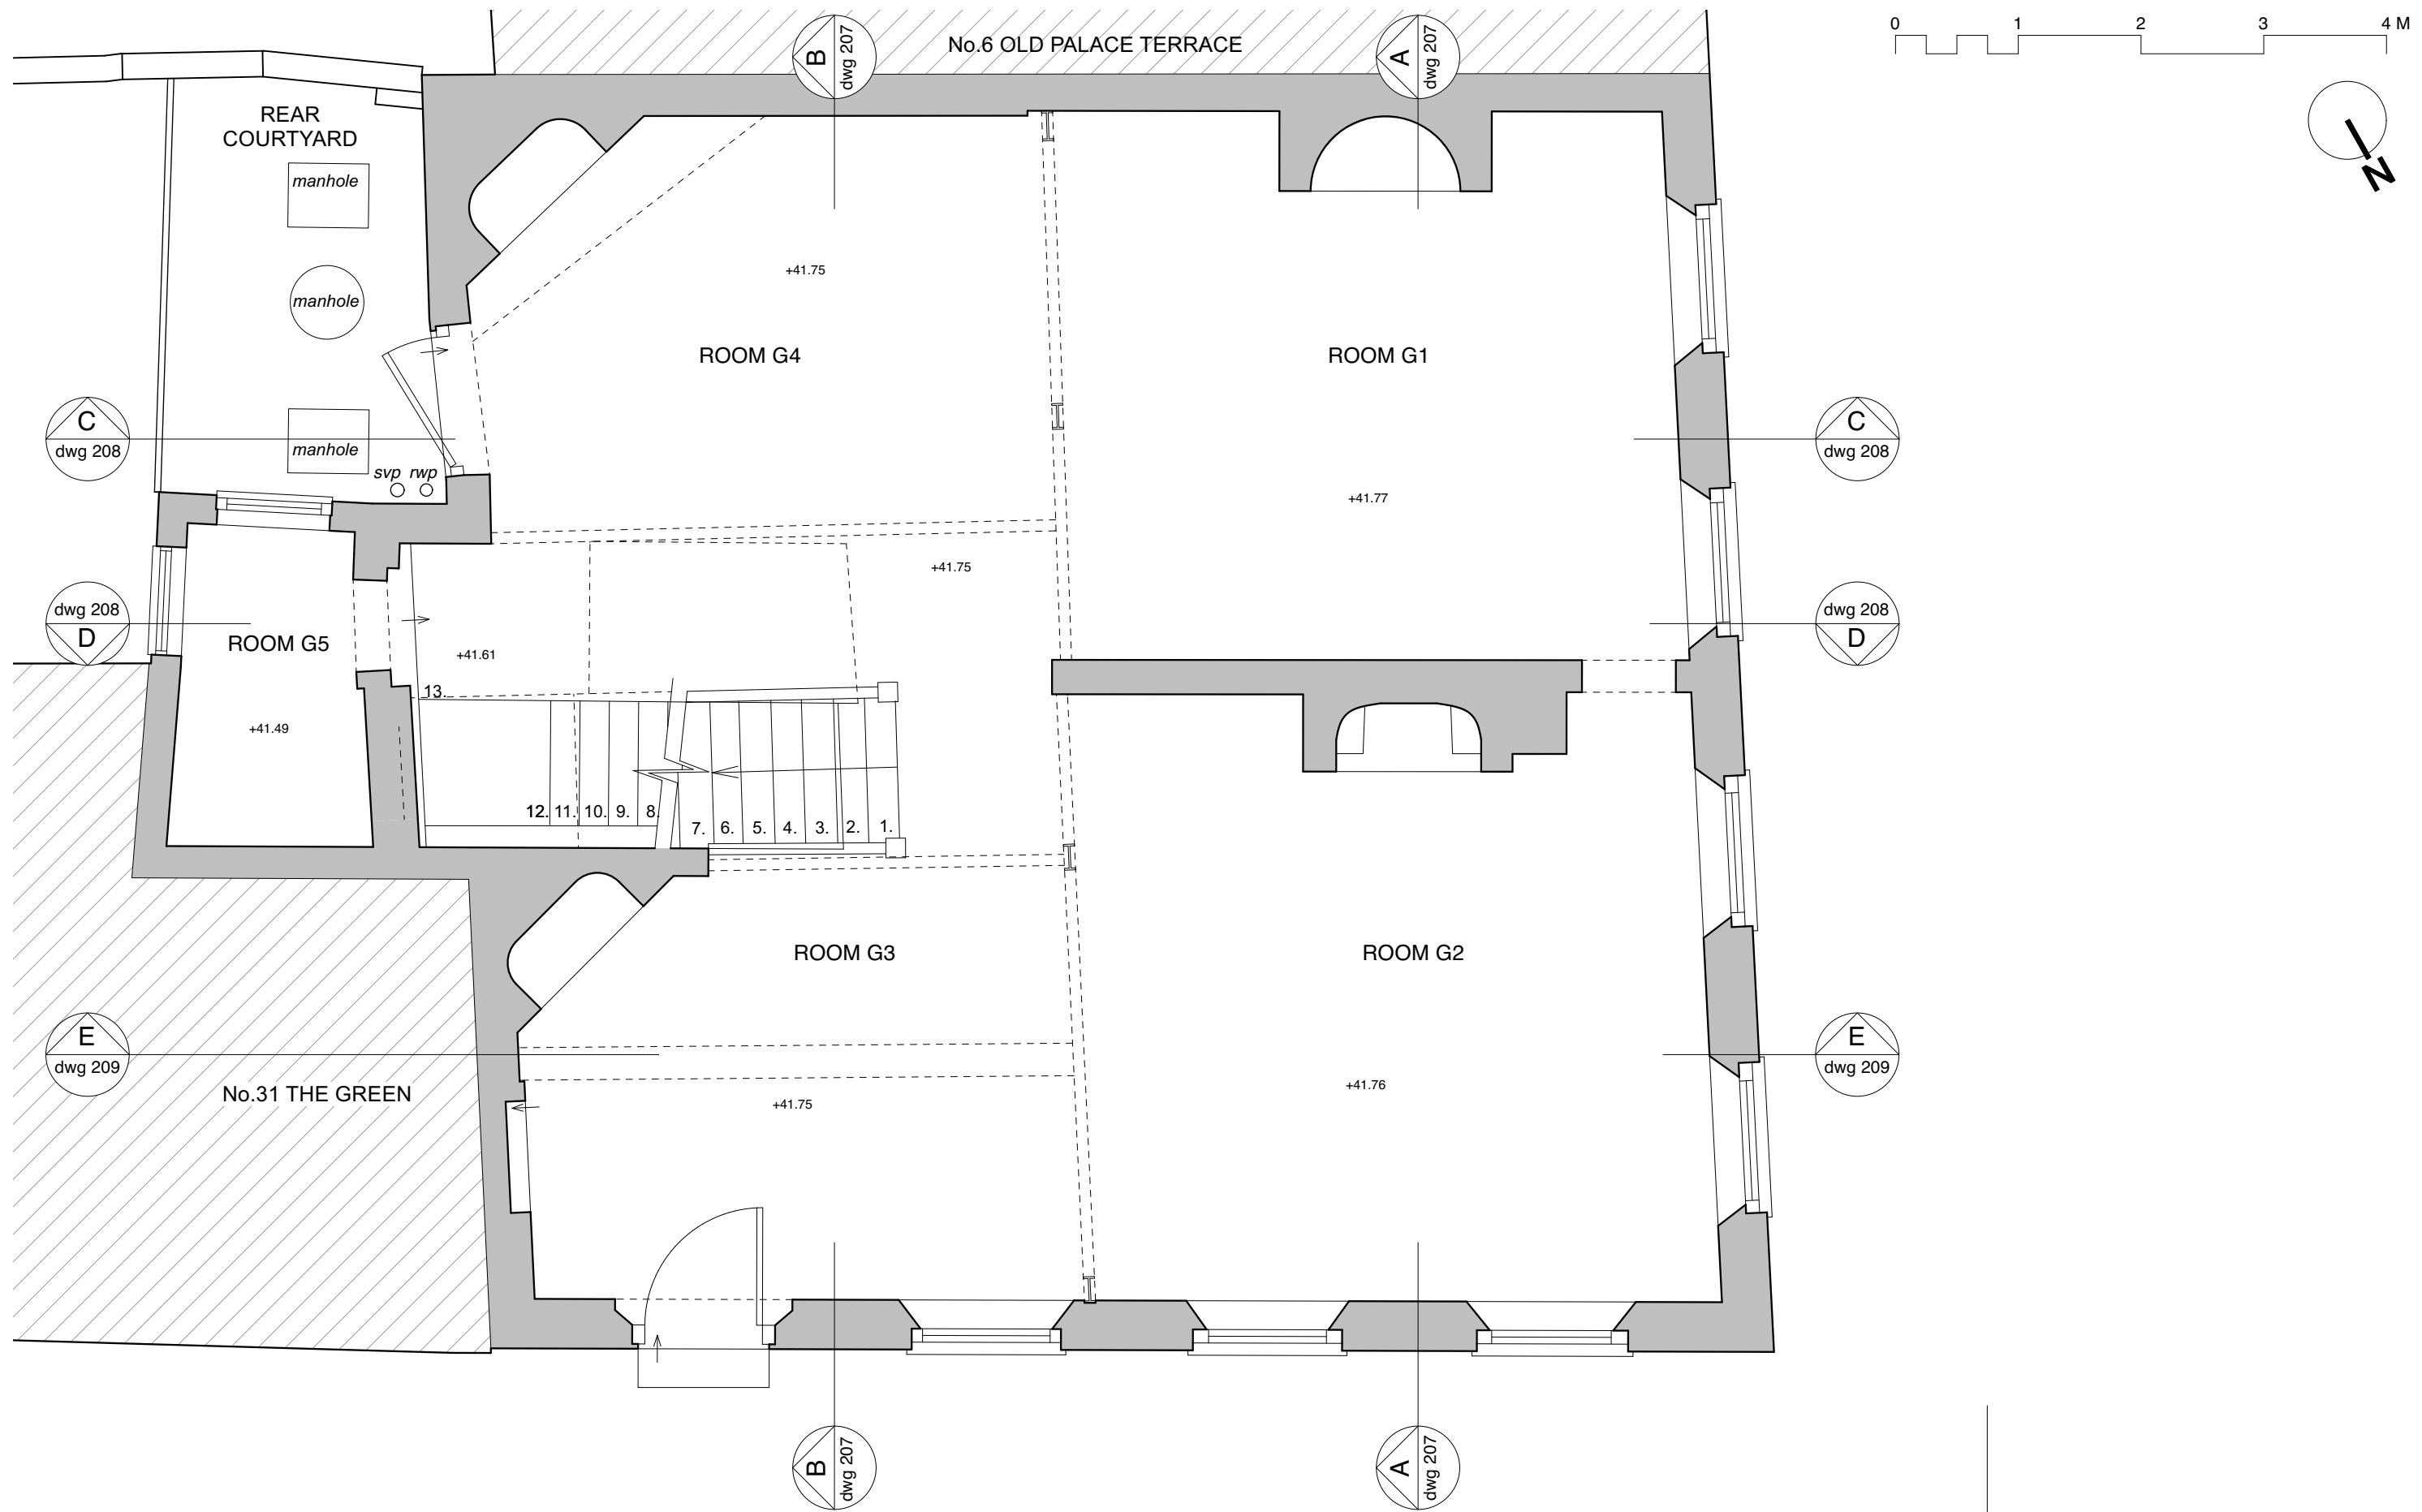 0 1 2 3 4 M
No.6 OLD PALACE TERRACE
B
dwg 207
A
dwg 207
REAR
COURTYARD
N
manhole
+41.75
manhole
ROOM G4
ROOM G1
C
dwg 208
C
dwg 208
manhole
svp rwp
+41.77
+41.75
dwg 208
D
dwg 208
D
ROOM G5
+41.61
13.
+41.49
12. 11. 10. 9. 8.
7. 6. 5. 4. 3. 2. 1.
ROOM G3
ROOM G2
E
dwg 209
E
dwg 209
No.31 THE GREEN
+41.76
+41.75
B
dwg 207
A
dwg 207